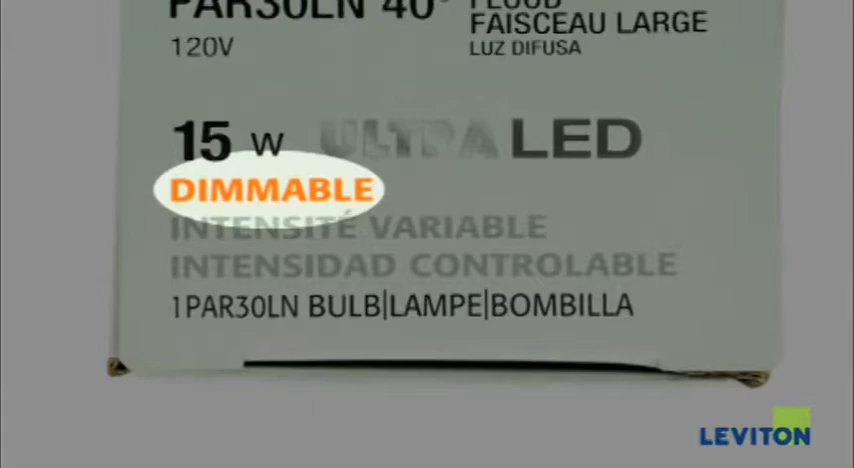 PAR30LN 40°
FLOOD
FAISCEAU LARGE
120V
LUZ DIFUSA
15 W ULTRA LED
DIMMABLE
INTENSITÉ VARIABLE
INTENSIDAD CONTROLABLE
1PAR30LN BULB|LAMPE|BOMBILLA
LEVITON